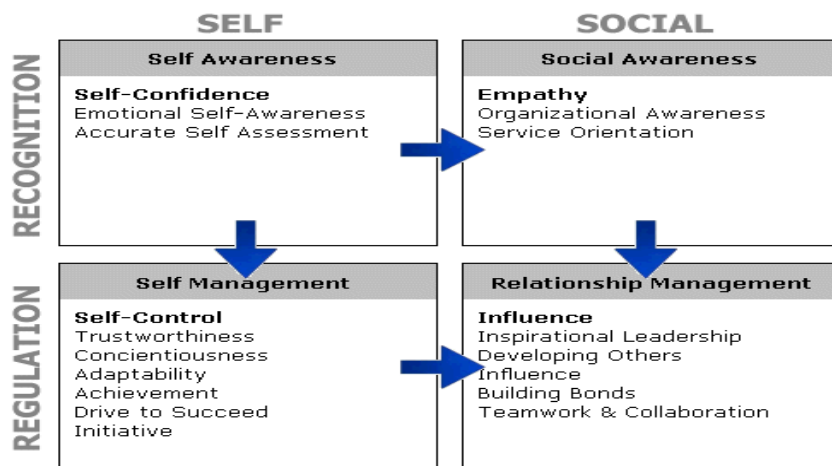 SELF
SOCIAL
RECOGNITION
Self Awareness
Self-Confidence
Emotional Self-Awareness
Accurate Self Assessment
Social Awareness
Empathy
Organizational Awareness
Service Orientation
REGULATION
Self Management
Self-Control
Trustworthiness
Concientiousness
Adaptability
Achievement
Drive to Succeed
Initiative
Relationship Management
Influence
Inspirational Leadership
Developing Others
Influence
Building Bonds
Teamwork & Collaboration